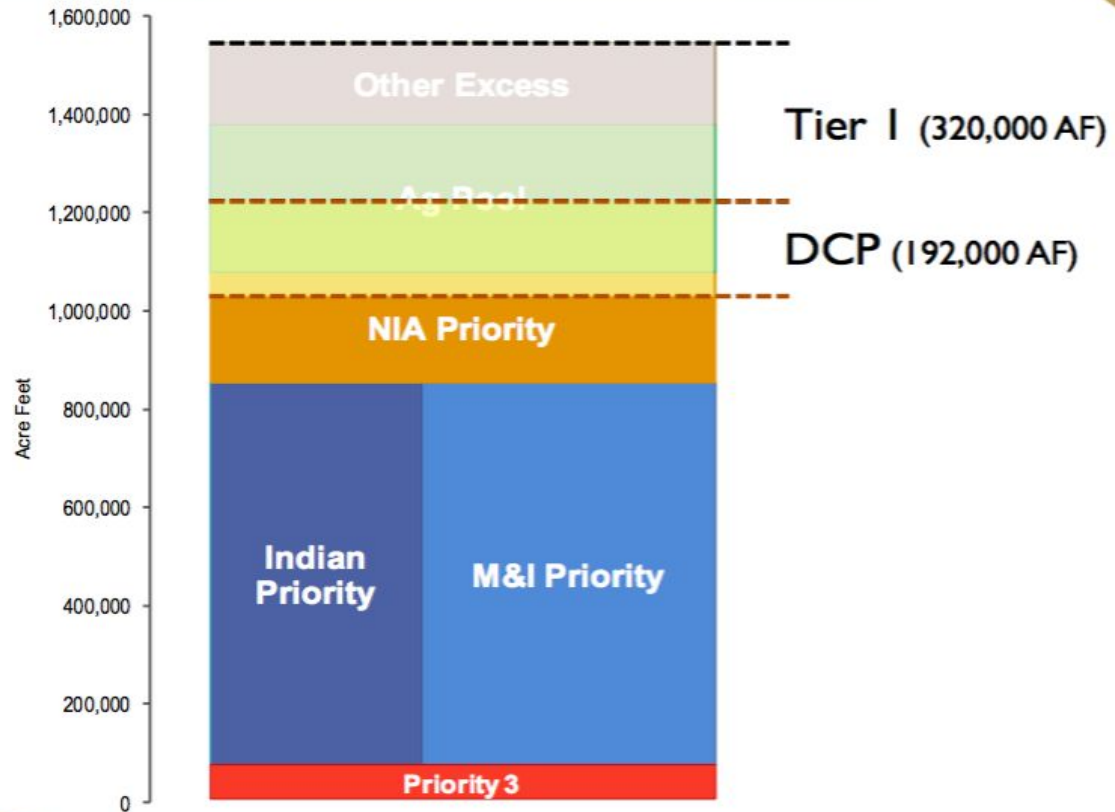 1,600,000
1,400,000
1,200,000
1,000,000
800,000
600,000
400,000
200,000
0
Acre Feet
Other Excess
Ag Pool
NIA Priority
Indian
Priority
M&I Priority
Priority 3
Tier 1 (320,000 AF)
DCP (192,000 AF)